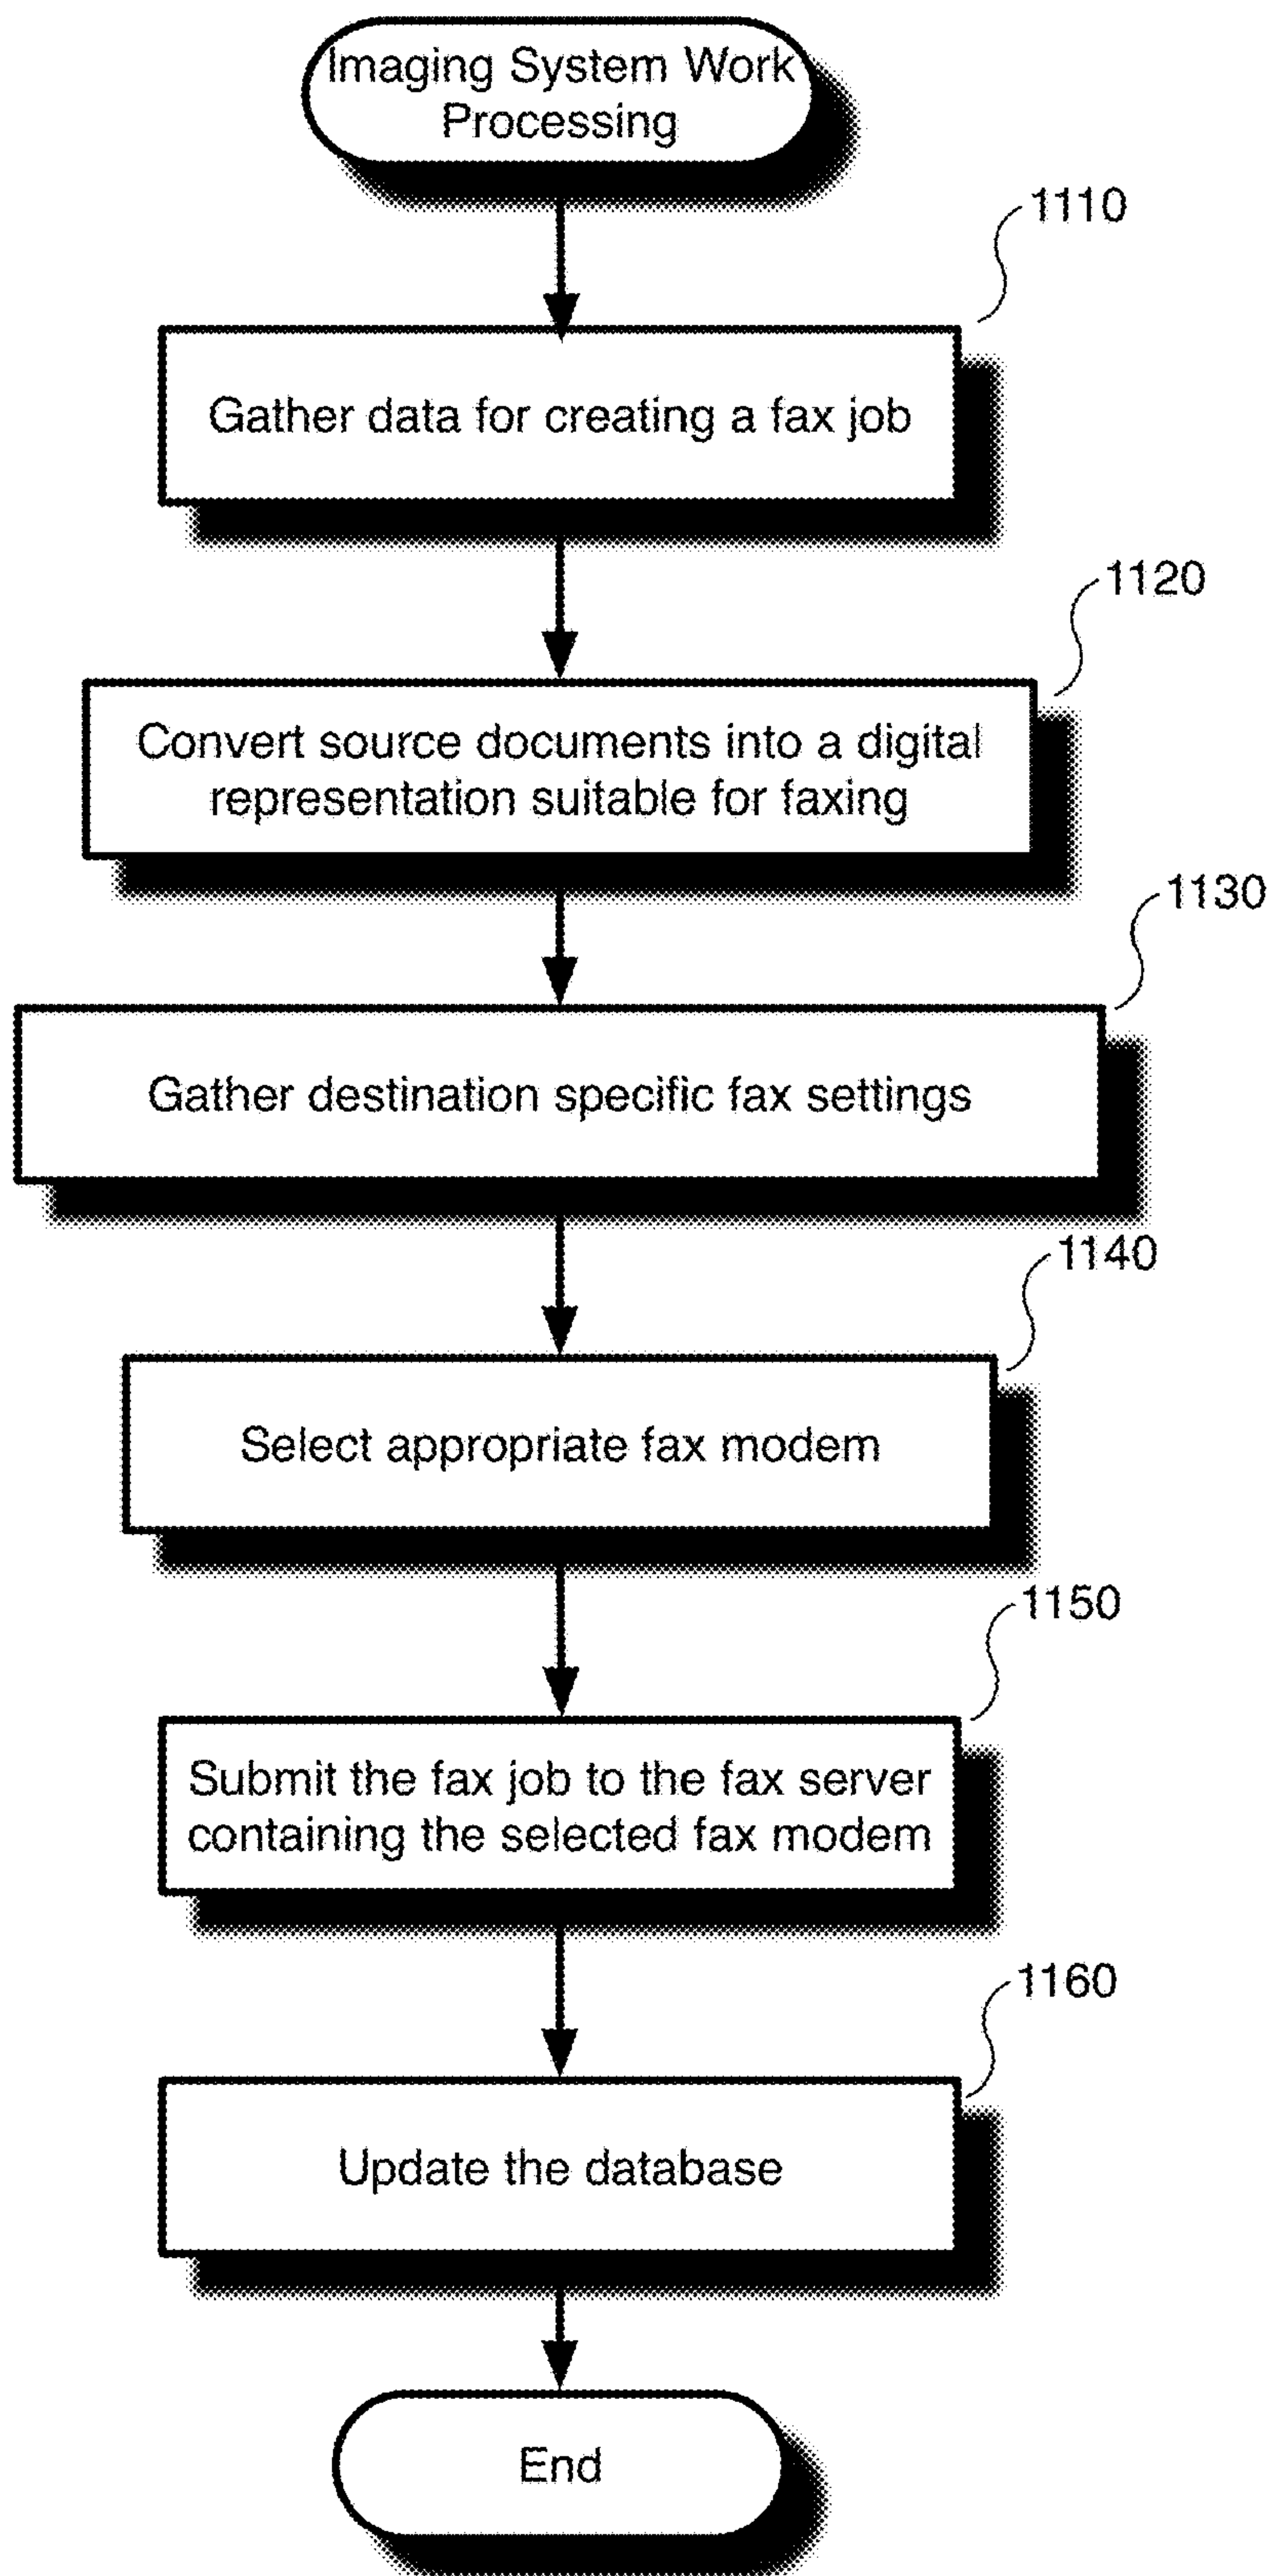 Imaging System Work
Processing
1110
Gather data for creating a fax job
1120
Convert source documents into a digital
representation suitable for faxing
1130
Gather destination specific fax settings
1140
Select appropriate fax modem
1150
Submit the fax job to the fax server
containing the selected fax modem
1160
Update the database
End